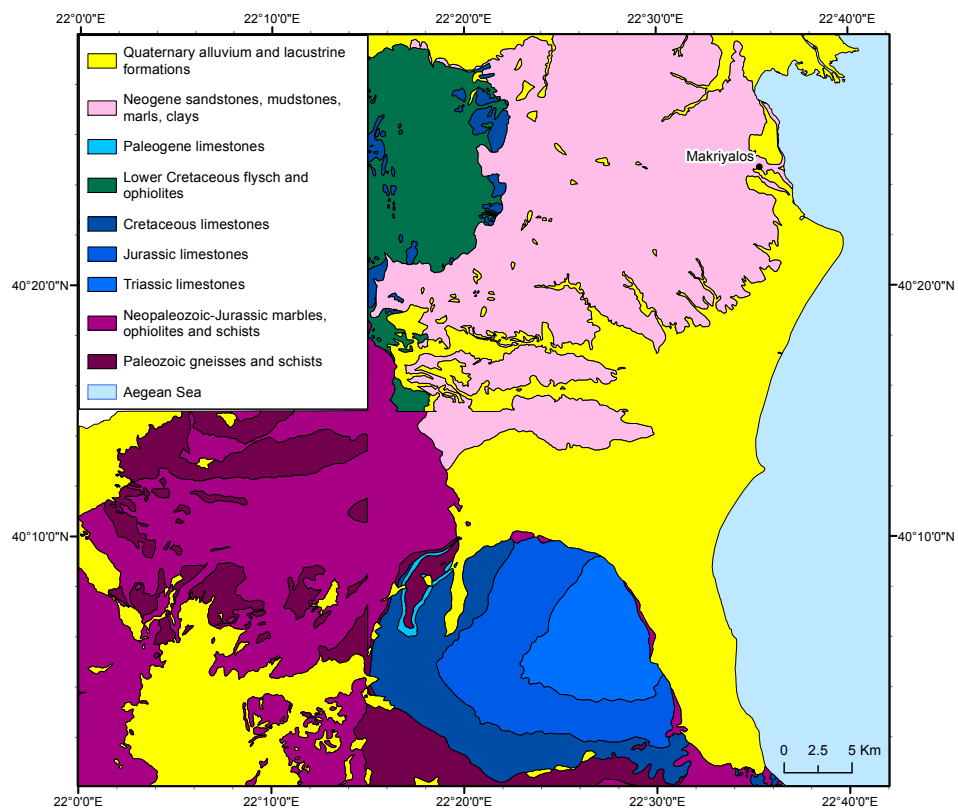 22°0'0"E 22°10'0"E 22°20'0"E 22°30'0"E 22°40'0"E
Quaternary alluvium and lacustrine
formations
Neogene sandstones, mudstones,
marls, clays
Paleogene limestones
Lower Cretaceous flysch and
ophiolites
Cretaceous limestones
Jurassic limestones
Triassic limestones
Neopaleozoic-Jurassic marbles,
ophiolites and schists
Paleozoic gneisses and schists
Aegean Sea
Makriyalos
40°20'0"N 40°20'0"N
40°10'0"N 40°10'0"N
0 2.5 5 Km
22°0'0"E 22°10'0"E 22°20'0"E 22°30'0"E 22°40'0"E